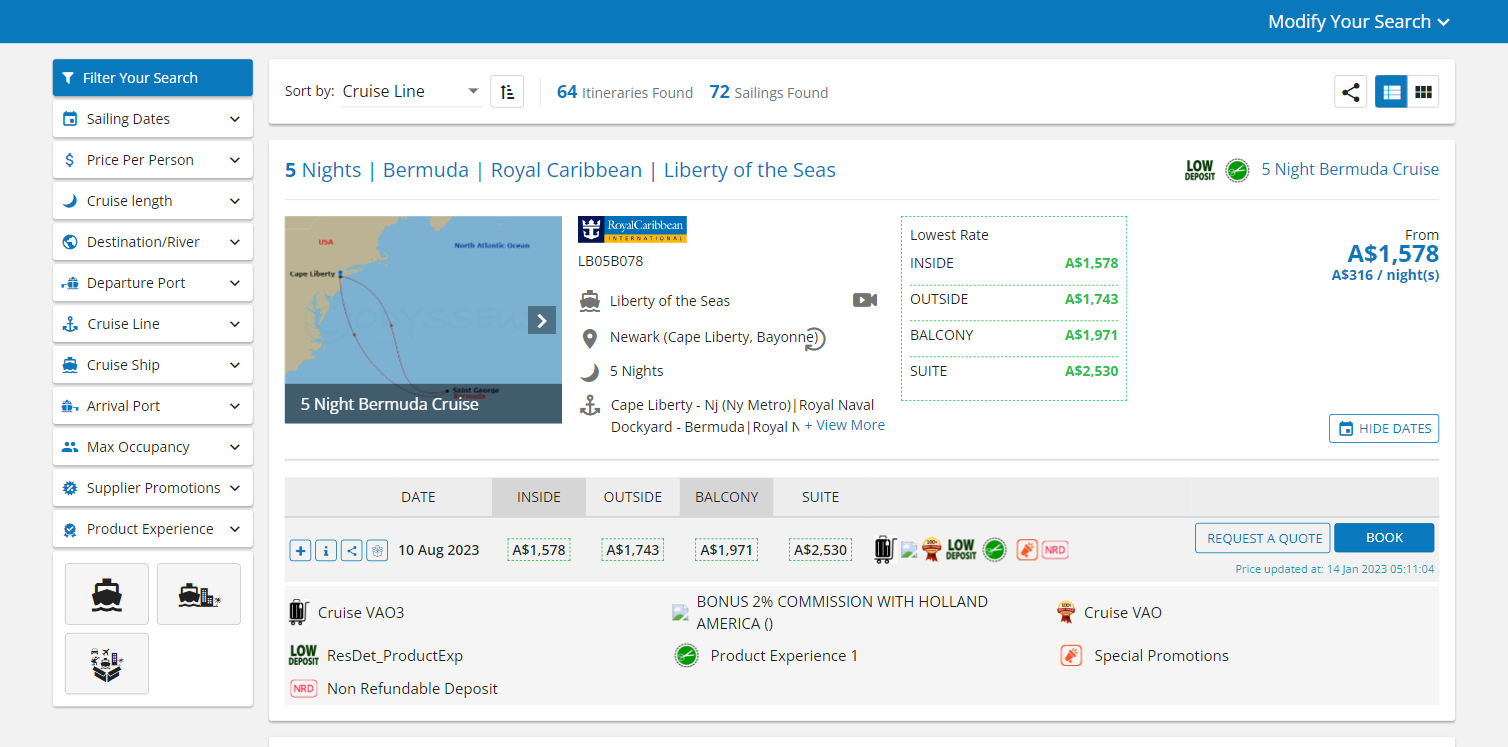 Modify Your Search
Filter Your Search
Sailing Dates
Price Per Person
Cruise length
Destination/River
Departure Port
Cruise Line
Cruise Ship
Arrival Port
Max Occupancy
Supplier Promotions
Product Experience
Sort by: Cruise Line
64 Itineraries Found 72 Sailings Found
5 Nights | Bermuda | Royal Caribbean | Liberty of the Seas
LOW DEPOSIT 5 Night Bermuda Cruise
USA
North Atlantic Ocean
Cape Liberty
Saint George
Bermuda
5 Night Bermuda Cruise
RoyalCaribbean
INTERNATIONAL
LB05B078
Liberty of the Seas
Newark (Cape Liberty, Bayonne)
5 Nights
Cape Liberty - Nj (Ny Metro)|Royal Naval
Dockyard - Bermuda|Royal N + View More
Lowest Rate
INSIDE A$1,578
OUTSIDE A$1,743
BALCONY A$1,971
SUITE A$2,530
From
A$1,578
A$316 / night(s)
HIDE DATES
DATE INSIDE OUTSIDE BALCONY SUITE
10 Aug 2023 A$1,578 A$1,743 A$1,971 A$2,530 100+ LOW DEPOSIT NRD REQUEST A QUOTE BOOK
Price updated at: 14 Jan 2023 05:11:04
Cruise VAO3
BONUS 2% COMMISSION WITH HOLLAND
AMERICA ()
100+ Cruise VAO
LOW DEPOSIT ResDet_ProductExp
Product Experience 1
Special Promotions
NRD Non Refundable Deposit